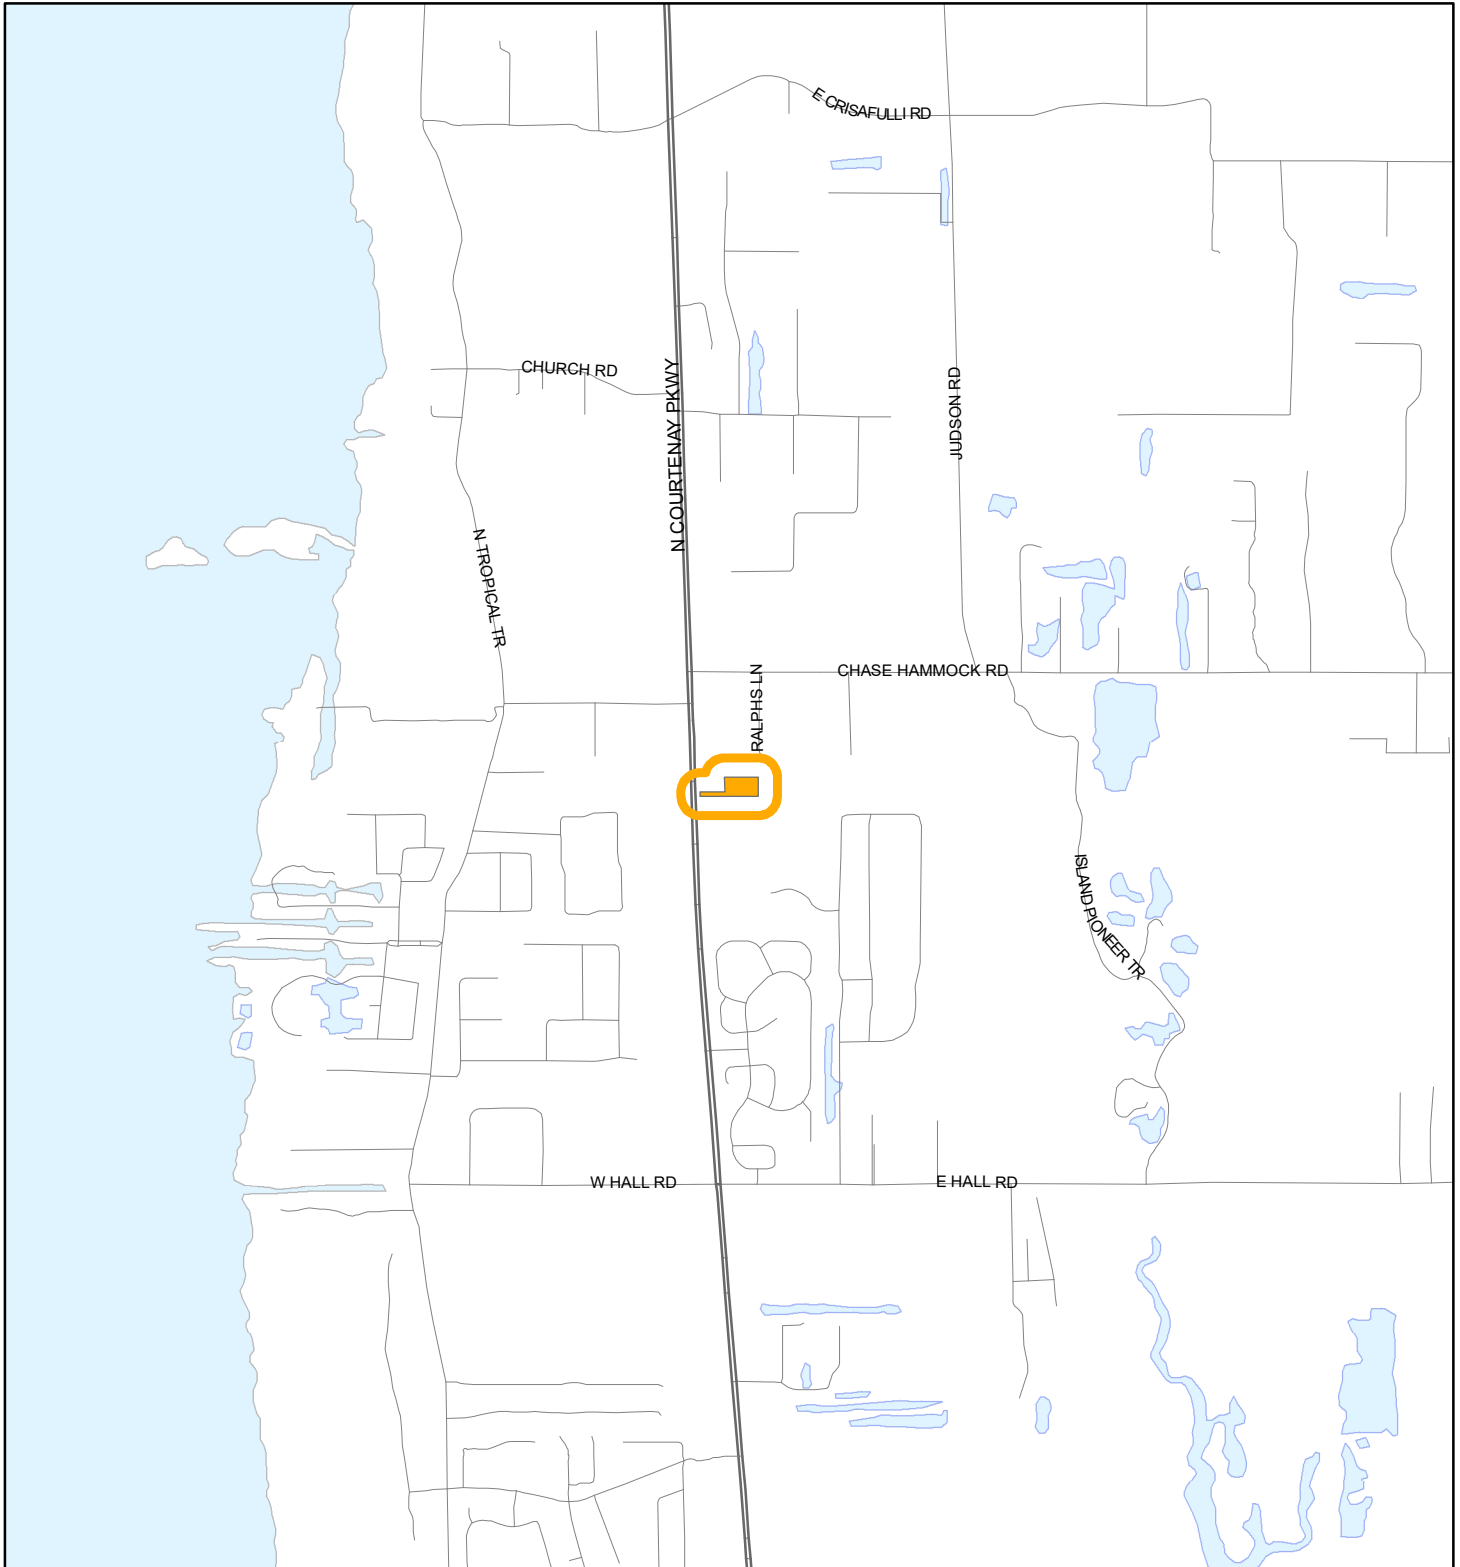 E CRISAFULLI RD
CHURCH RD
N COURTENAY PKWY
JUDSON RD
N TROPICAL TR
RALPHS LN
CHASE HAMMOCK RD
ISLAND PIONEER TR
W HALL RD
E HALL RD